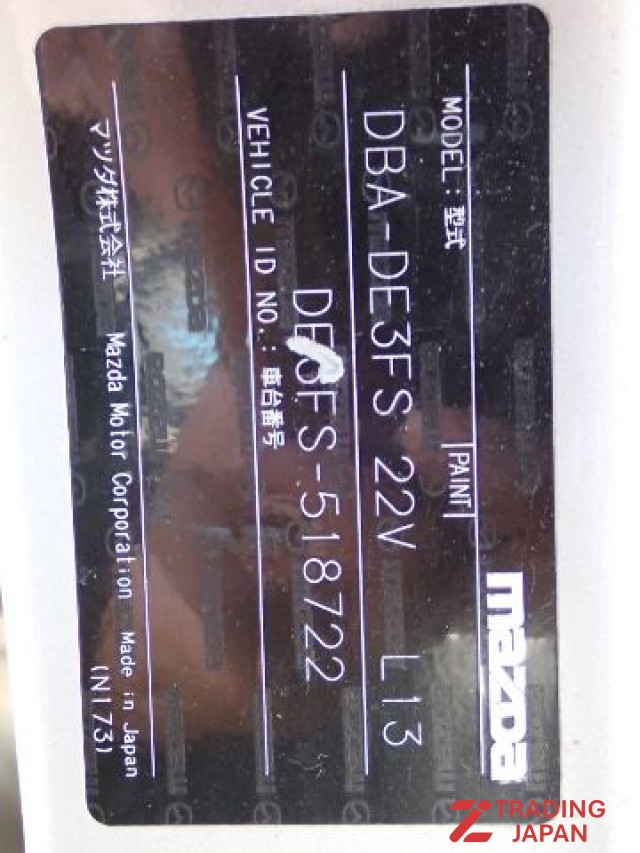 mazda
MODEL: 型式 PAINT
DBA-DE3FS 22V L13
VEHICLE ID NO.: 車台番号
DE3FS-518722
マツダ株式会社 Mazda Motor Corporation Made in Japan
(N173)
TRADING
JAPAN